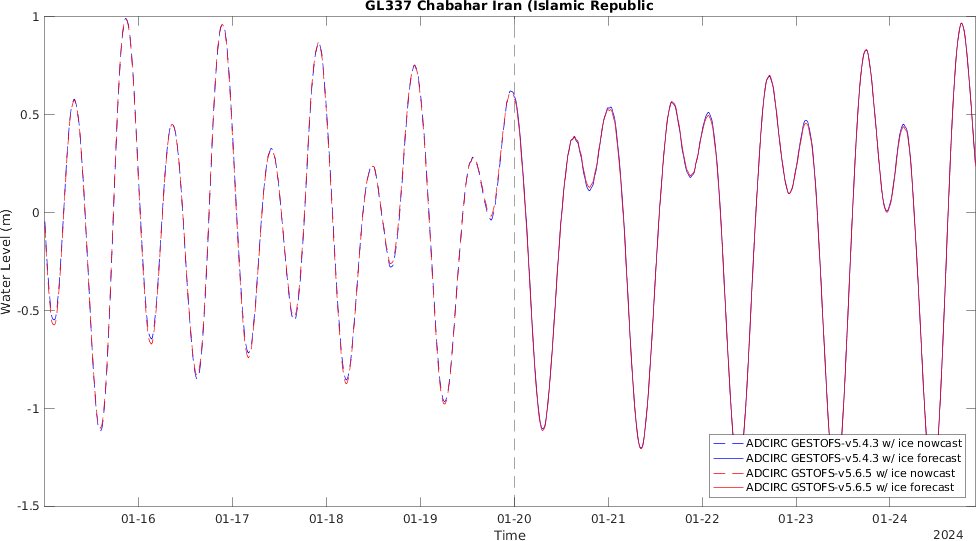 GL337 Chabahar Iran (Islamic Republic
Water Level (m)
1
0.5
0
-0.5
-1
-1.5
01-16 01-17 01-18 01-19 01-20 01-21 01-22 01-23 01-24
Time
2024
ADCIRC GESTOFS-v5.4.3 w/ ice nowcast
ADCIRC GESTOFS-v5.4.3 w/ ice forecast
ADCIRC GSTOFS-v5.6.5 w/ ice nowcast
ADCIRC GSTOFS-v5.6.5 w/ ice forecast